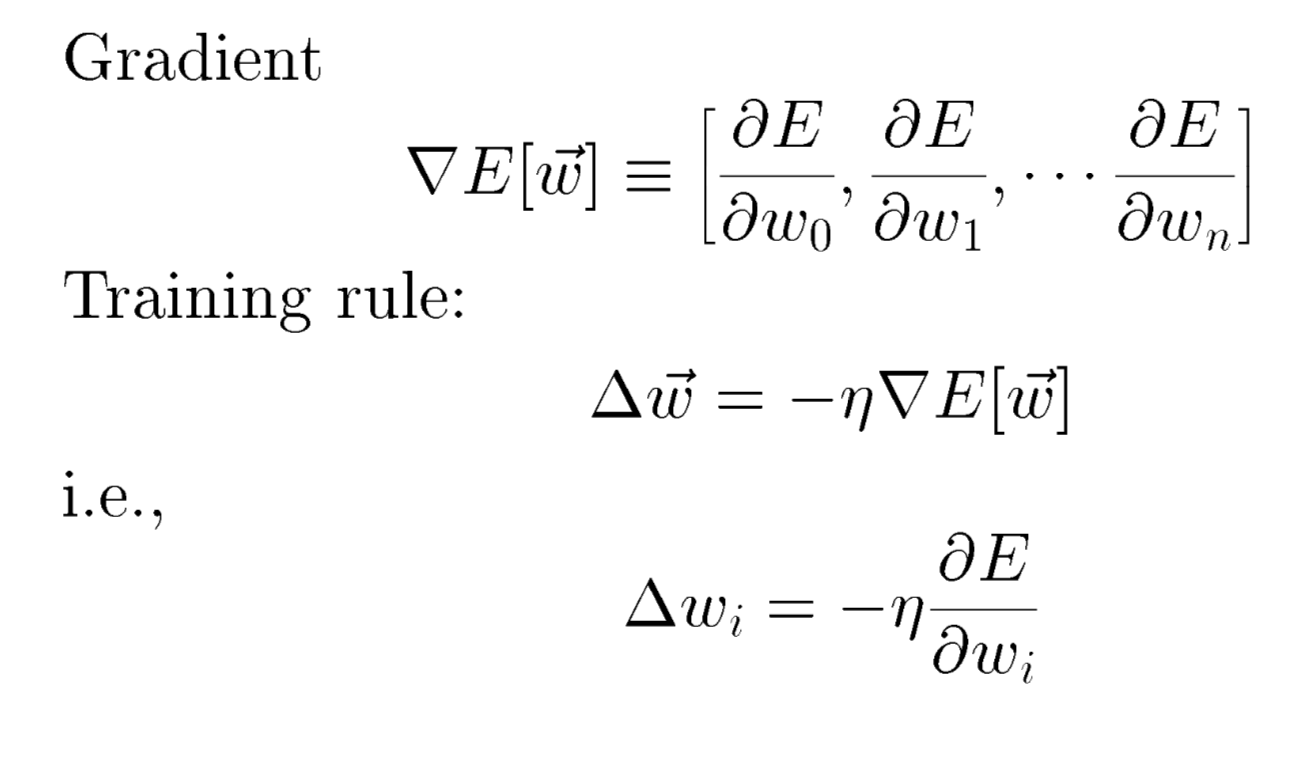 Gradient
∇E[w⃗] ≡ [∂E/∂w₀, ∂E/∂w₁, ⋯ ∂E/∂wₙ]
Training rule:
Δw⃗ = −η∇E[w⃗]
i.e.,
Δwᵢ = −η ∂E/∂wᵢ